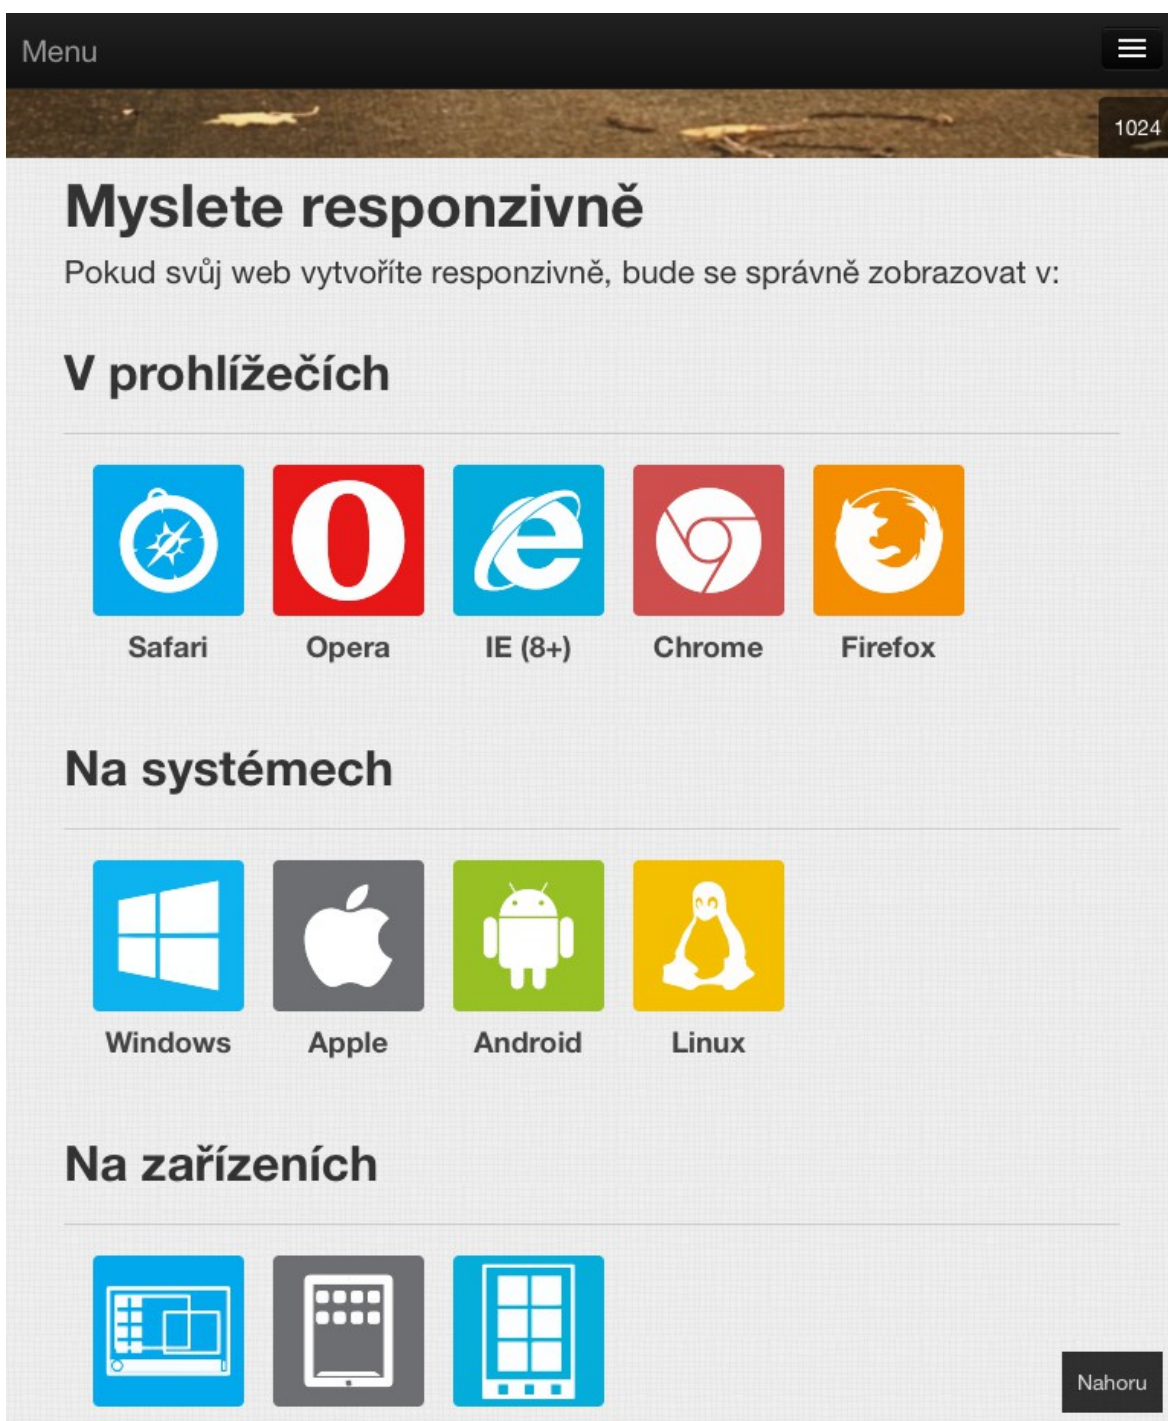 Menu
1024
Myslete responzivně
Pokud svůj web vytvoříte responzivně, bude se správně zobrazovat v:
V prohlížečích
Safari Opera IE (8+) Chrome Firefox
Na systémech
Windows Apple Android Linux
Na zařízeních
Nahoru